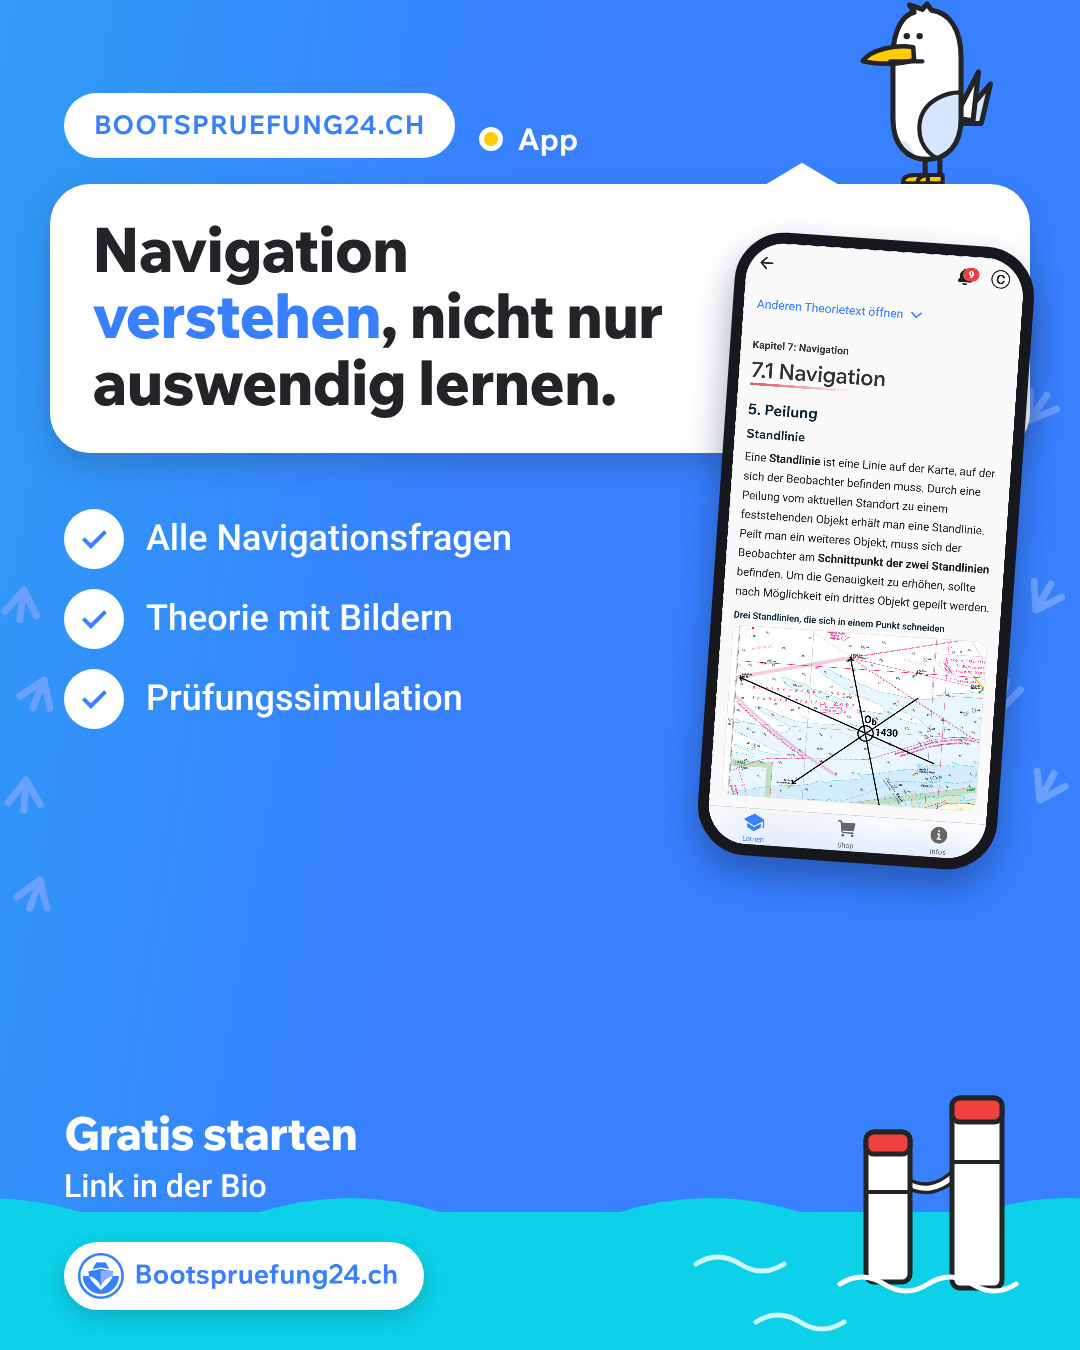 BOOTSPRUEFUNG24.CH
App
Navigation
verstehen, nicht nur
auswendig lernen.
Alle Navigationsfragen
Theorie mit Bildern
Prüfungssimulation
9
C
Anderen Theorietext öffnen
Kapitel 7: Navigation
7.1 Navigation
5. Peilung
Standlinie
Eine Standlinie ist eine Linie auf der Karte, auf der
sich der Beobachter befinden muss. Durch eine
Peilung vom aktuellen Standort zu einem
feststehenden Objekt erhält man eine Standlinie.
Peilt man ein weiteres Objekt, muss sich der
Beobachter am Schnittpunkt der zwei Standlinien
befinden. Um die Genauigkeit zu erhöhen, sollte
nach Möglichkeit ein drittes Objekt gepeilt werden.
Drei Standlinien, die sich in einem Punkt schneiden
Ob
1430
Lernen
Shop
Infos
Gratis starten
Link in der Bio
Bootspruefung24.ch